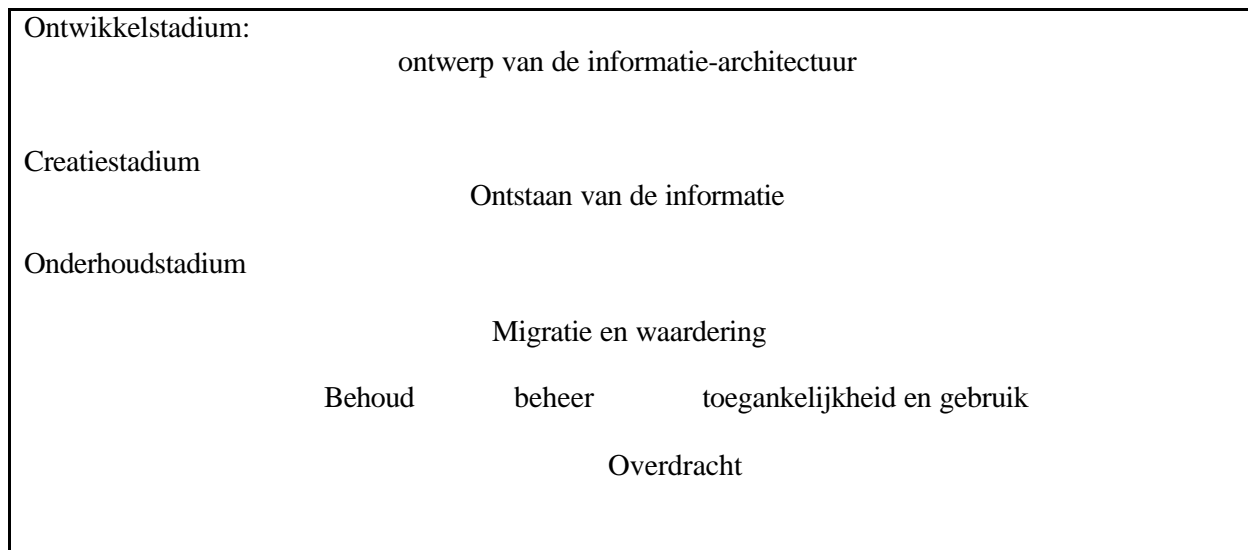 Ontwikkelstadium:
ontwerp van de informatie-architectuur
Creatiestadium
Ontstaan van de informatie
Onderhoudstadium
Migratie en waardering
Behoud beheer toegankelijkheid en gebruik
Overdracht